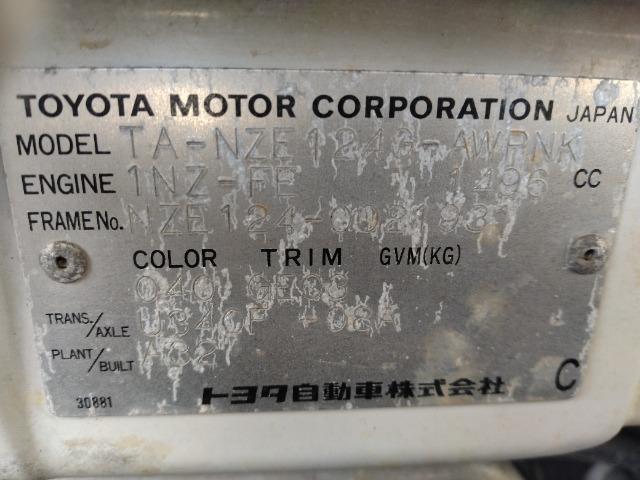 TOYOTA MOTOR CORPORATION JAPAN
MODEL TA-NZE124G-AWPNK
ENGINE 1NZ-FE 1496 CC
FRAME No.
COLOR TRIM GVM(KG)
040
TRANS./AXLE
PLANT/BUILT A32
トヨタ自動車株式会社 C
30881